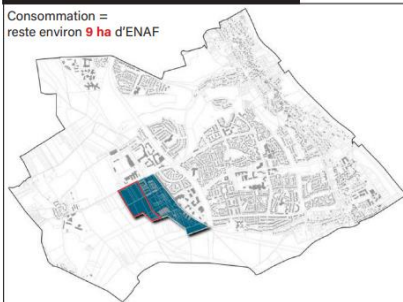 Consommation =
reste environ 9 ha d'ENAF